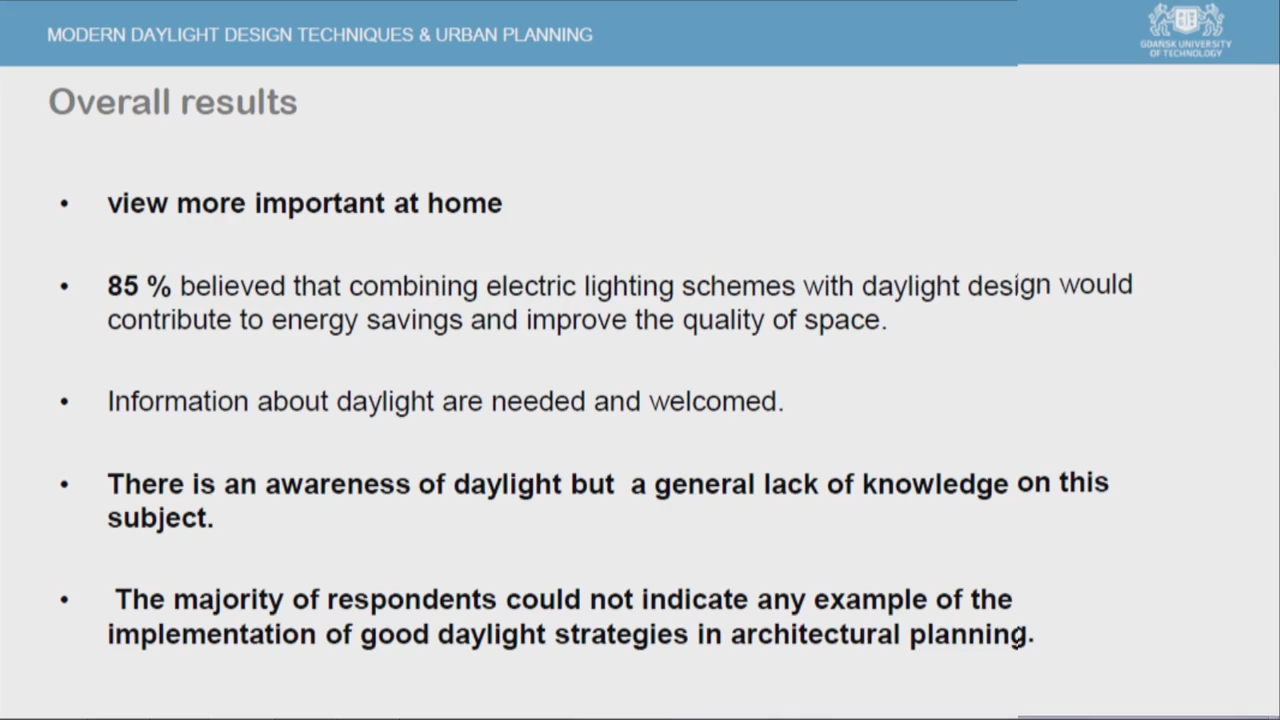 MODERN DAYLIGHT DESIGN TECHNIQUES & URBAN PLANNING
GDAŃSK UNIVERSITY
OF TECHNOLOGY
Overall results
• view more important at home
• 85 % believed that combining electric lighting schemes with daylight design would
contribute to energy savings and improve the quality of space.
• Information about daylight are needed and welcomed.
• There is an awareness of daylight but a general lack of knowledge on this
subject.
• The majority of respondents could not indicate any example of the
implementation of good daylight strategies in architectural planning.